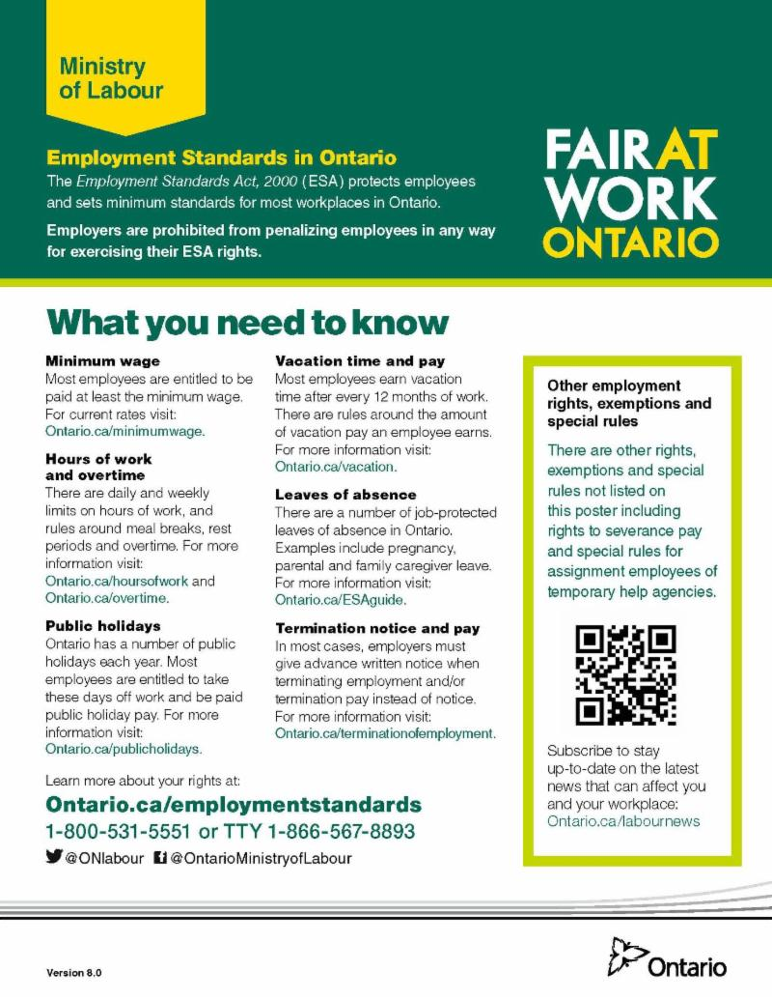 Ministry
of Labour
Employment Standards in Ontario
The Employment Standards Act, 2000 (ESA) protects employees
and sets minimum standards for most workplaces in Ontario.
Employers are prohibited from penalizing employees in any way
for exercising their ESA rights.
FAIRAT
WORK
ONTARIO
What you need to know
Minimum wage
Most employees are entitled to be
paid at least the minimum wage.
For current rates visit:
Ontario.ca/minimumwage.
Hours of work
and overtime
There are daily and weekly
limits on hours of work, and
rules around meal breaks, rest
periods and overtime. For more
information visit:
Ontario.ca/hoursofwork and
Ontario.ca/overtime.
Public holidays
Ontario has a number of public
holidays each year. Most
employees are entitled to take
these days off work and be paid
public holiday pay. For more
information visit:
Ontario.ca/publicholidays.
Vacation time and pay
Most employees earn vacation
time after every 12 months of work.
There are rules around the amount
of vacation pay an employee earns.
For more information visit:
Ontario.ca/vacation.
Leaves of absence
There are a number of job-protected
leaves of absence in Ontario.
Examples include pregnancy,
parental and family caregiver leave.
For more information visit:
Ontario.ca/ESAguide.
Termination notice and pay
In most cases, employers must
give advance written notice when
terminating employment and/or
termination pay instead of notice.
For more information visit:
Ontario.ca/terminationofemployment.
Learn more about your rights at:
Ontario.ca/employmentstandards
1-800-531-5551 or TTY 1-866-567-8893
@ONlabour @OntarioMinistryofLabour
Other employment
rights, exemptions and
special rules
There are other rights,
exemptions and special
rules not listed on
this poster including
rights to severance pay
and special rules for
assignment employees of
temporary help agencies.
Subscribe to stay
up-to-date on the latest
news that can affect you
and your workplace:
Ontario.ca/labournews
Version 8.0
Ontario